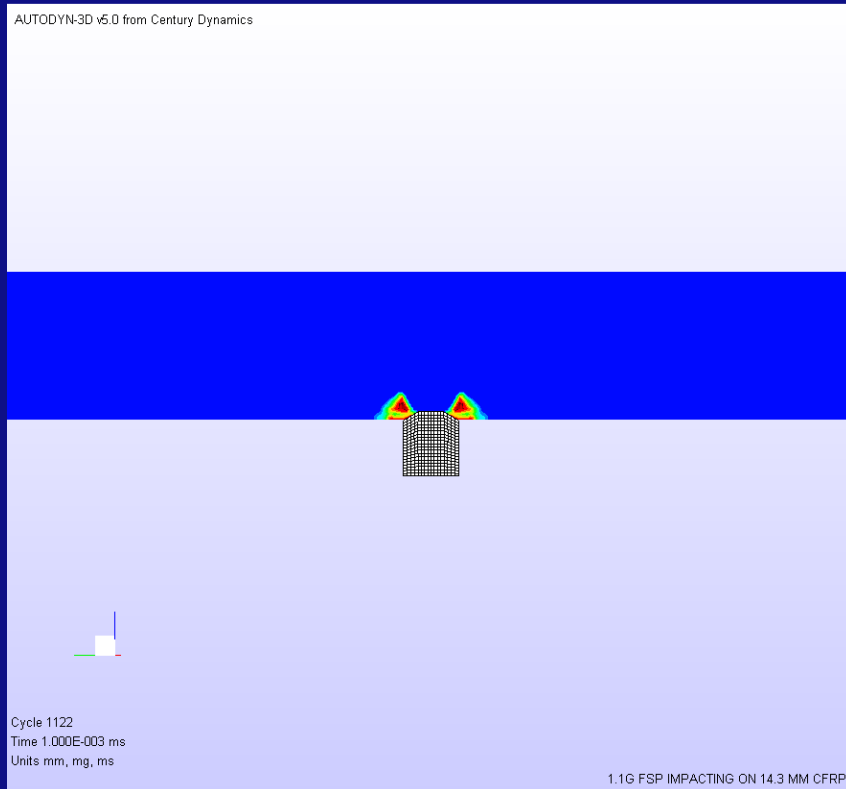 AUTODYN-3D v5.0 from Century Dynamics
Cycle 1122
Time 1.000E-003 ms
Units mm, mg, ms
1.1G FSP IMPACTING ON 14.3 MM CFRP